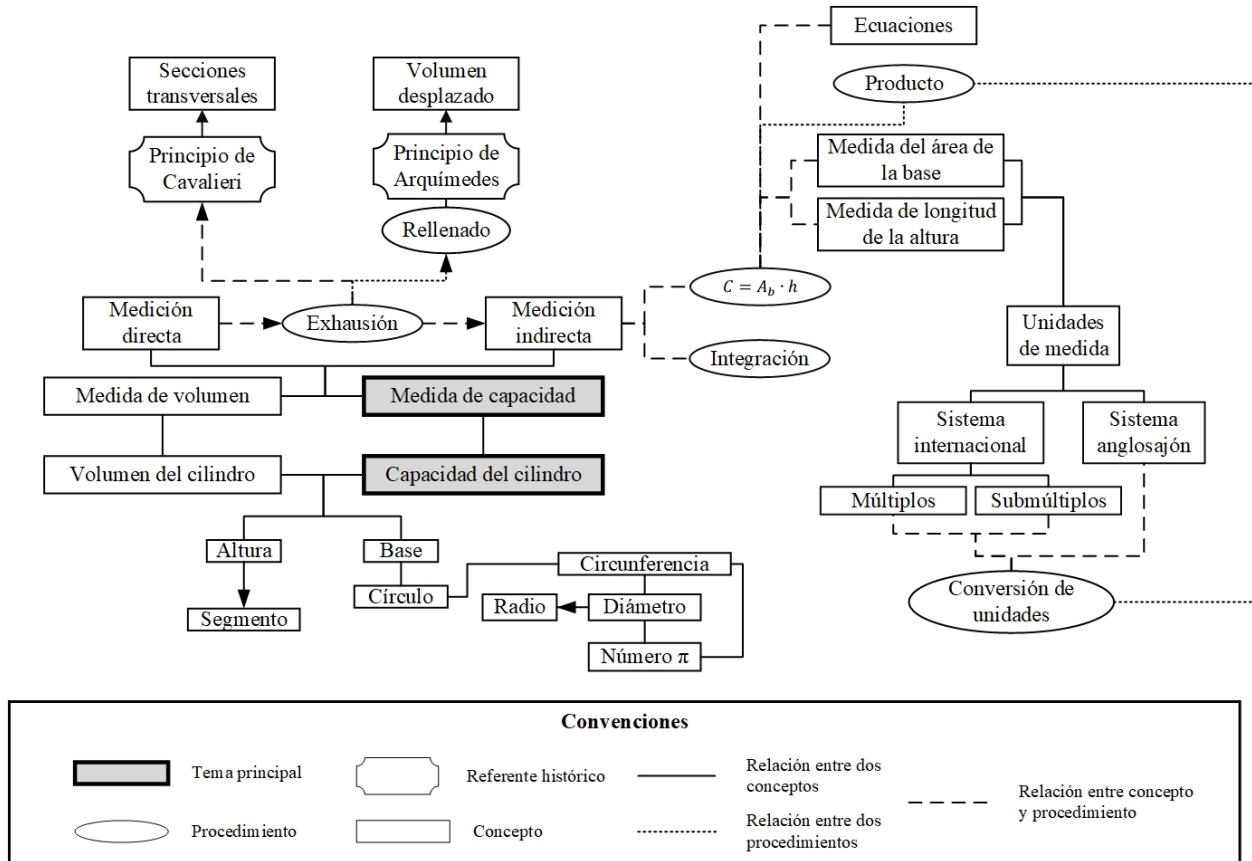 Ecuaciones
Secciones
transversales
Volumen
desplazado
Producto
Principio de
Cavalieri
Principio de
Arquímedes
Medida del área de
la base
Rellenado
Medida de longitud
de la altura
C = A_b · h
Medición
directa
Exhausión
Medición
indirecta
Unidades
de medida
Integración
Medida de volumen
Medida de capacidad
Sistema
internacional
Sistema
anglosajón
Volumen del cilindro
Capacidad del cilindro
Múltiplos
Submúltiplos
Altura
Base
Circunferencia
Conversión de
unidades
Círculo
Radio
Diámetro
Segmento
Número π
Convenciones
Tema principal
Referente histórico
Relación entre dos
conceptos
Relación entre concepto
y procedimiento
Procedimiento
Concepto
Relación entre dos
procedimientos